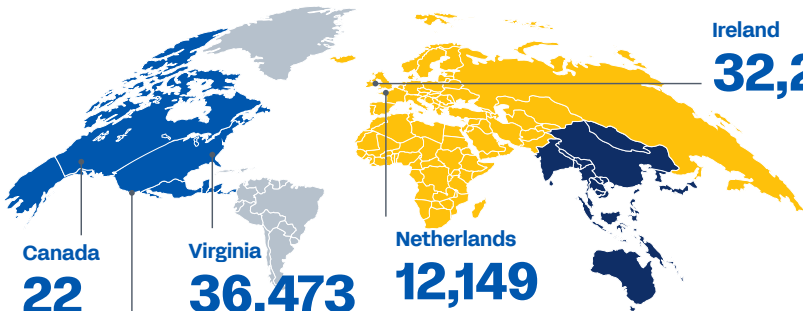 Ireland
Canada
22
Virginia
36,473
Netherlands
12,149